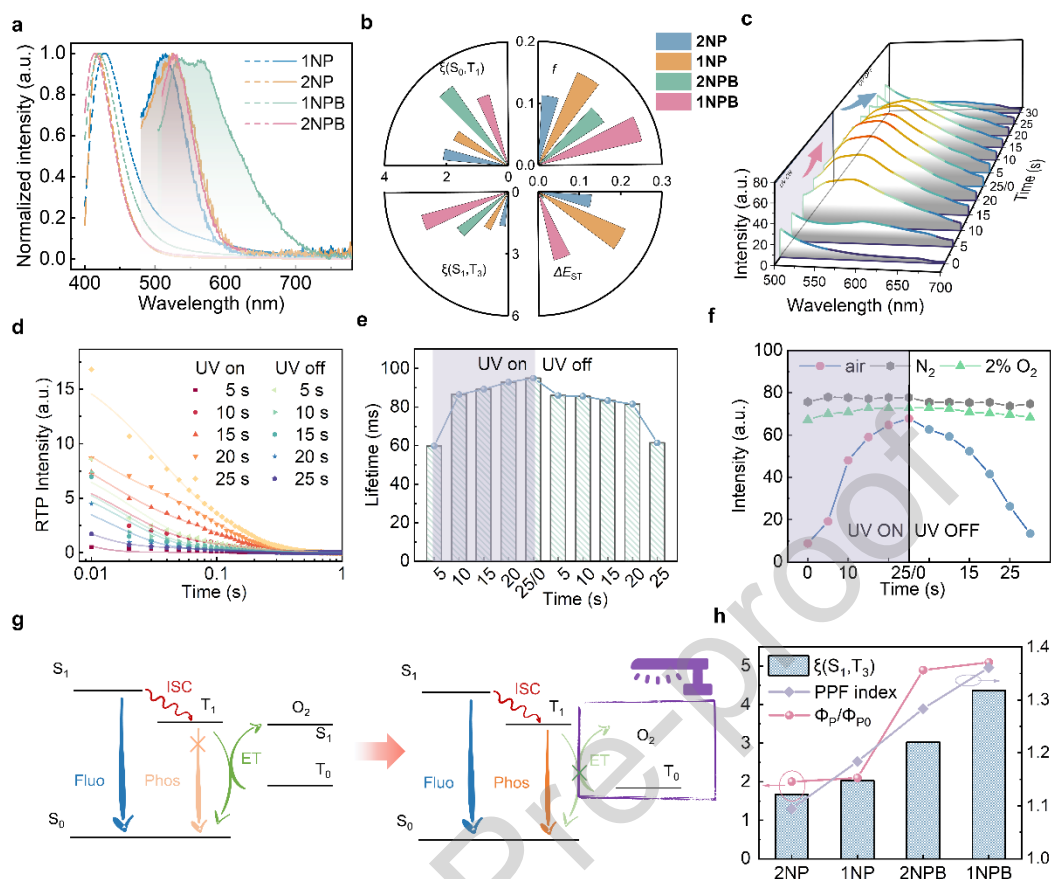 a
Normalized intensity (a.u.)
1.0
0.8
0.6
0.4
0.2
0.0
1NP
2NP
1NPB
2NPB
400 500 600 700
Wavelength (nm)
b
2NP
1NP
2NPB
1NPB
ξ(S0,T1)
f
ξ(S1,T3)
ΔEST
0.2
0.1
0.0
4 2 0
0
3
6
0.0 0.1 0.2 0.3
c
Intensity (a.u.)
80
60
40
20
0
500 550 600 650 700
Wavelength (nm)
30
25
20
15
10
5
25/0
20
15
10
5
0
Time (s)
d
RTP Intensity (a.u.)
15
10
5
0
UV on UV off
5 s 5 s
10 s 10 s
15 s 15 s
20 s 20 s
25 s 25 s
0.01 0.1 1
Time (s)
e
Lifetime (ms)
100
80
60
40
20
0
UV on UV off
5 10 15 20 25/0 5 10 15 20 25
Time (s)
f
Intensity (a.u.)
100
80
60
40
20
0
air N2 2% O2
UV ON UV OFF
0 10 25/0 15 25
Time (s)
g
S1
ISC
T1
O2
S1
ET
T0
Fluo
Phos
S0
S1
ISC
T1
O2
ET
T0
Fluo
Phos
S0
h
ξ(S1,T3)
PPF index
ΦP/ΦP0
5
4
3
2
1
0
1.4
1.3
1.2
1.1
1.0
2NP 1NP 2NPB 1NPB
Pre-proof